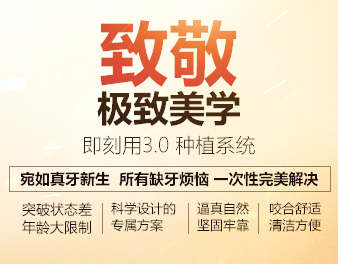 致敬
极致美学
即刻用3.0 种植系统
宛如真牙新生 所有缺牙烦恼 一次性完美解决
突破状态差 科学设计的 逼真自然 咬合舒适
年龄大限制 专属方案 坚固牢靠 清洁方便